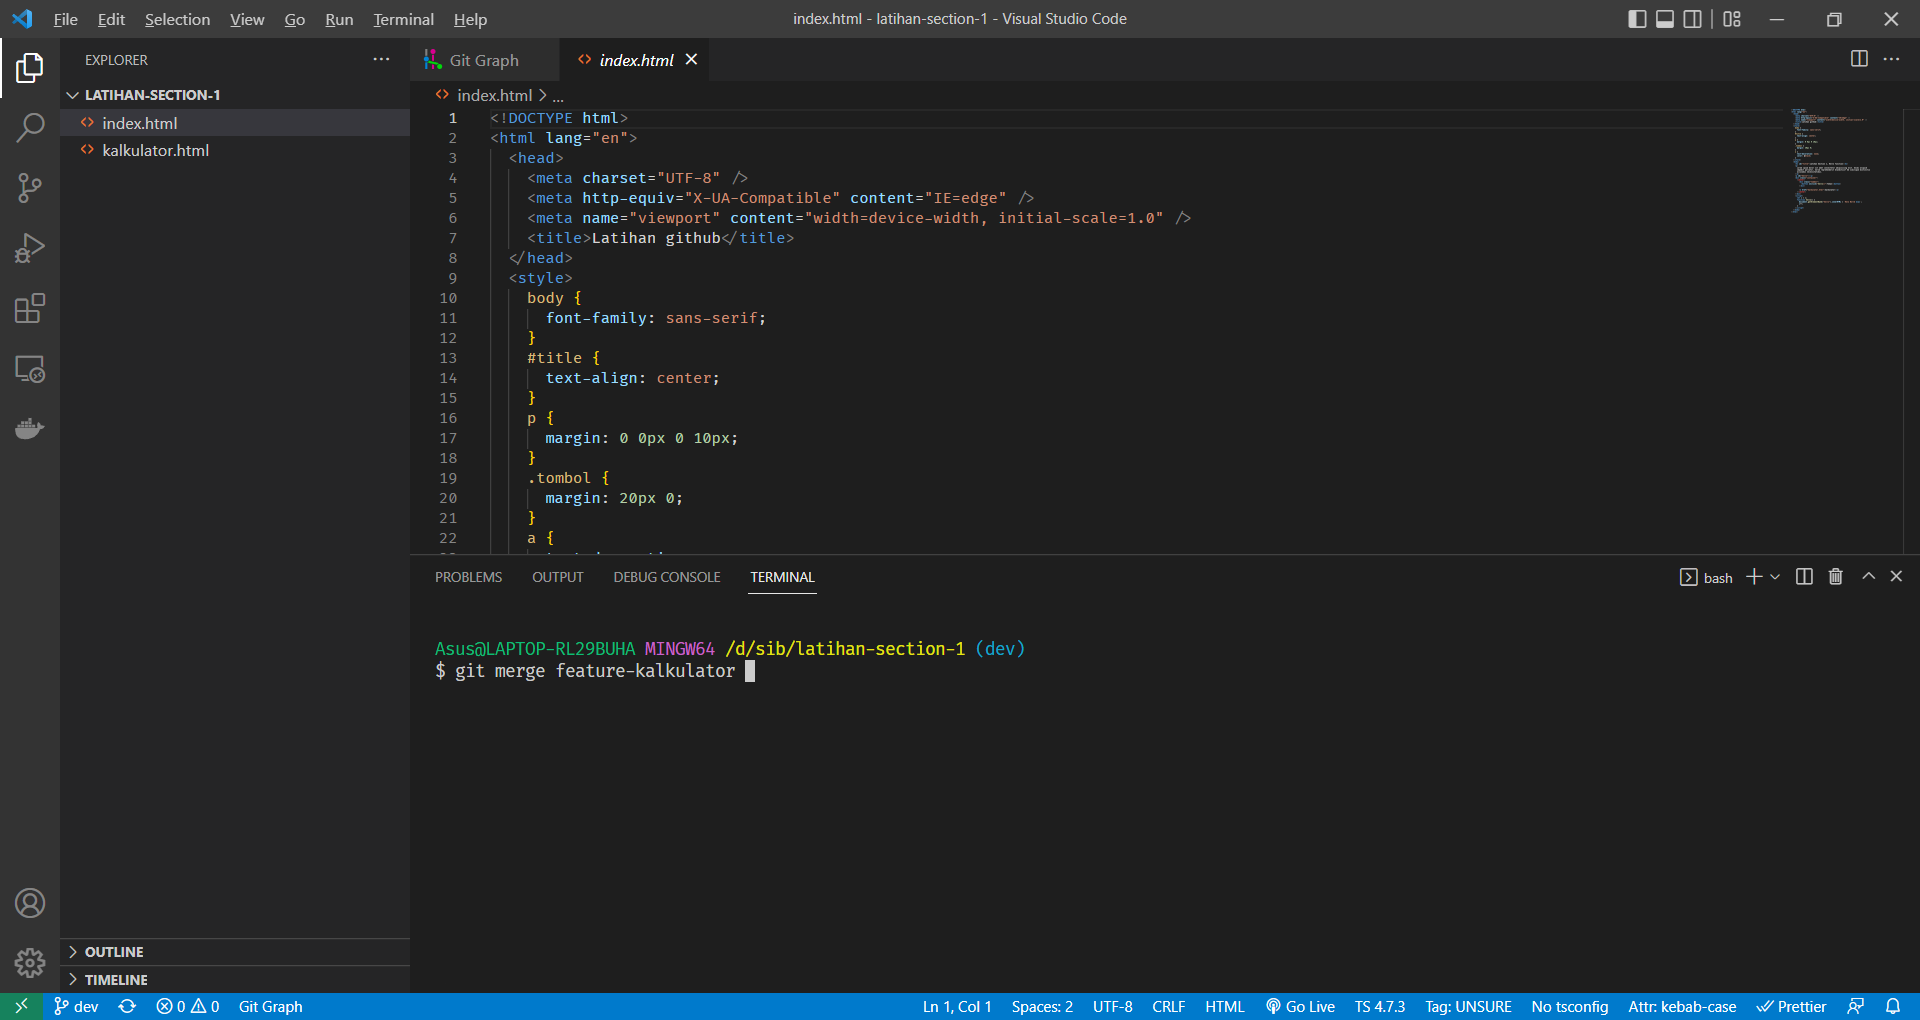 File Edit Selection View Go Run Terminal Help
index.html - latihan-section-1 - Visual Studio Code
EXPLORER
LATIHAN-SECTION-1
index.html
kalkulator.html
OUTLINE
TIMELINE
Git Graph
index.html
index.html > ...
1 <!DOCTYPE html>
2 <html lang="en">
3 <head>
4 <meta charset="UTF-8" />
5 <meta http-equiv="X-UA-Compatible" content="IE=edge" />
6 <meta name="viewport" content="width=device-width, initial-scale=1.0" />
7 <title>Latihan github</title>
8 </head>
9 <style>
10 body {
11 font-family: sans-serif;
12 }
13 #title {
14 text-align: center;
15 }
16 p {
17 margin: 0 0px 0 10px;
18 }
19 .tombol {
20 margin: 20px 0;
21 }
22 a {
PROBLEMS OUTPUT DEBUG CONSOLE TERMINAL
bash
Asus@LAPTOP-RL29BUHA MINGW64 /d/sib/latihan-section-1 (dev)
$ git merge feature-kalkulator
dev 0 0 Git Graph Ln 1, Col 1 Spaces: 2 UTF-8 CRLF HTML Go Live TS 4.7.3 Tag: UNSURE No tsconfig Attr: kebab-case Prettier